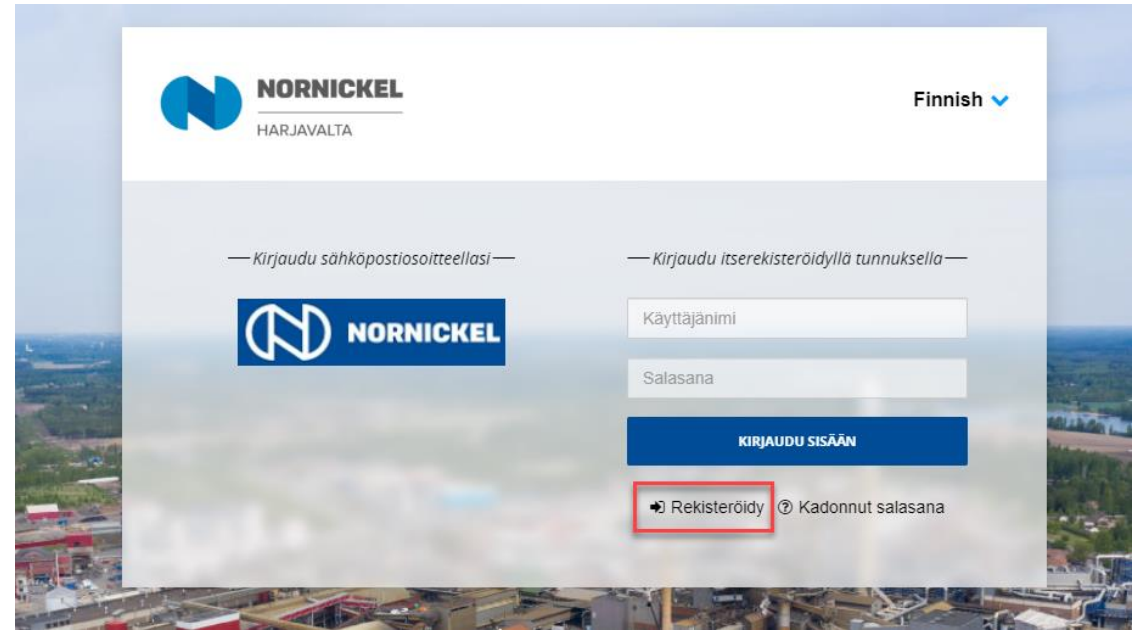 NORNICKEL
HARJAVALTA
Finnish
Kirjaudu sähköpostiosoitteellasi
NORNICKEL
Kirjaudu itserekisteröidyllä tunnuksella
Käyttäjänimi
Salasana
KIRJAUDU SISÄÄN
Rekisteröidy
Kadonnut salasana